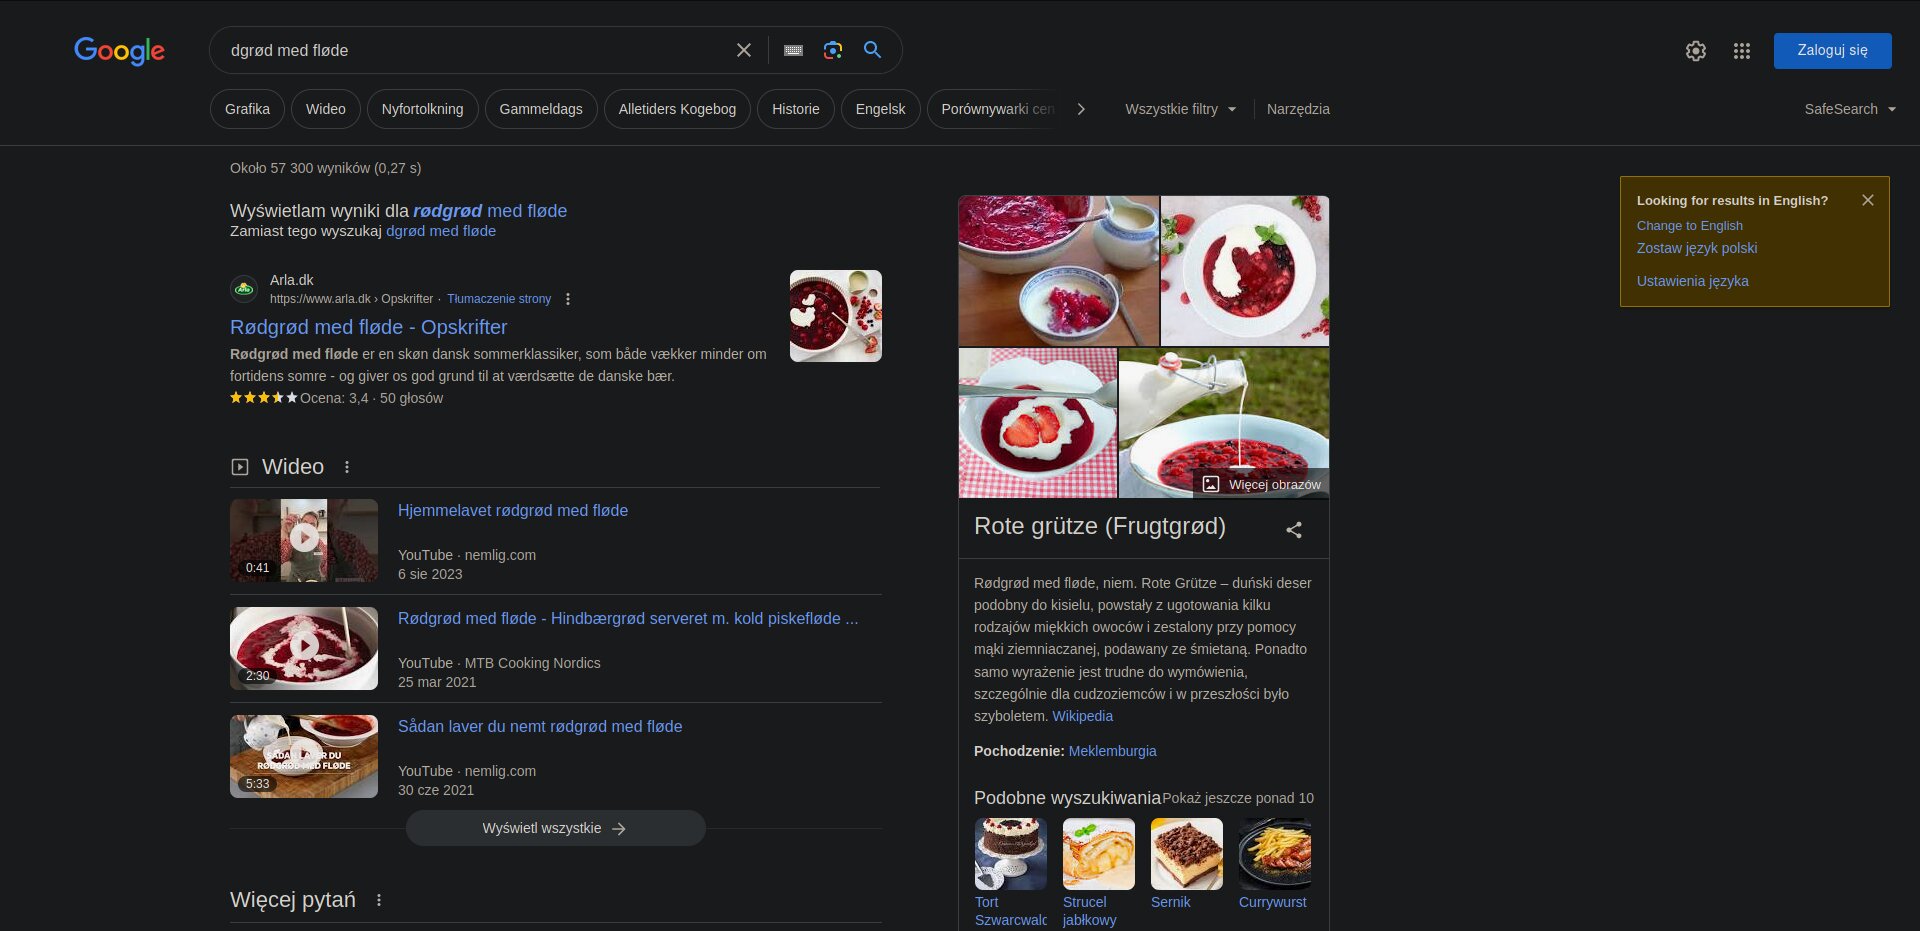 Google
dgrød med fløde
Zaloguj się
Grafika
Wideo
Nyfortolkning
Gammeldags
Alletiders Kogebog
Historie
Engelsk
Porównywarki cen
Wszystkie filtry
Narzędzia
SafeSearch
Około 57 300 wyników (0,27 s)
Wyświetlam wyniki dla rødgrød med fløde
Zamiast tego wyszukaj dgrød med fløde
Arla
Arla.dk
https://www.arla.dk › Opskrifter · Tłumaczenie strony
Rødgrød med fløde - Opskrifter
Rødgrød med fløde er en skøn dansk sommerklassiker, som både vækker minder om
fortidens somre - og giver os god grund til at værdsætte de danske bær.
Ocena: 3,4 · 50 głosów
Wideo
0:41
Hjemmelavet rødgrød med fløde
YouTube · nemlig.com
6 sie 2023
2:30
Rødgrød med fløde - Hindbærgrød serveret m. kold piskefløde ...
YouTube · MTB Cooking Nordics
25 mar 2021
SÅDAN LAVER DU
RØDGRØD MED FLØDE
5:33
Sådan laver du nemt rødgrød med fløde
YouTube · nemlig.com
30 cze 2021
Wyświetl wszystkie
Więcej pytań
Więcej obrazów
Rote grütze (Frugtgrød)
Rødgrød med fløde, niem. Rote Grütze – duński deser
podobny do kisielu, powstały z ugotowania kilku
rodzajów miękkich owoców i zestalony przy pomocy
mąki ziemniaczanej, podawany ze śmietaną. Ponadto
samo wyrażenie jest trudne do wymówienia,
szczególnie dla cudzoziemców i w przeszłości było
szyboletem. Wikipedia
Pochodzenie: Meklemburgia
Podobne wyszukiwania
Pokaż jeszcze ponad 10
Tort
Szwarcwalc
Strucel
jabłkowy
Sernik
Currywurst
Looking for results in English?
Change to English
Zostaw język polski
Ustawienia języka